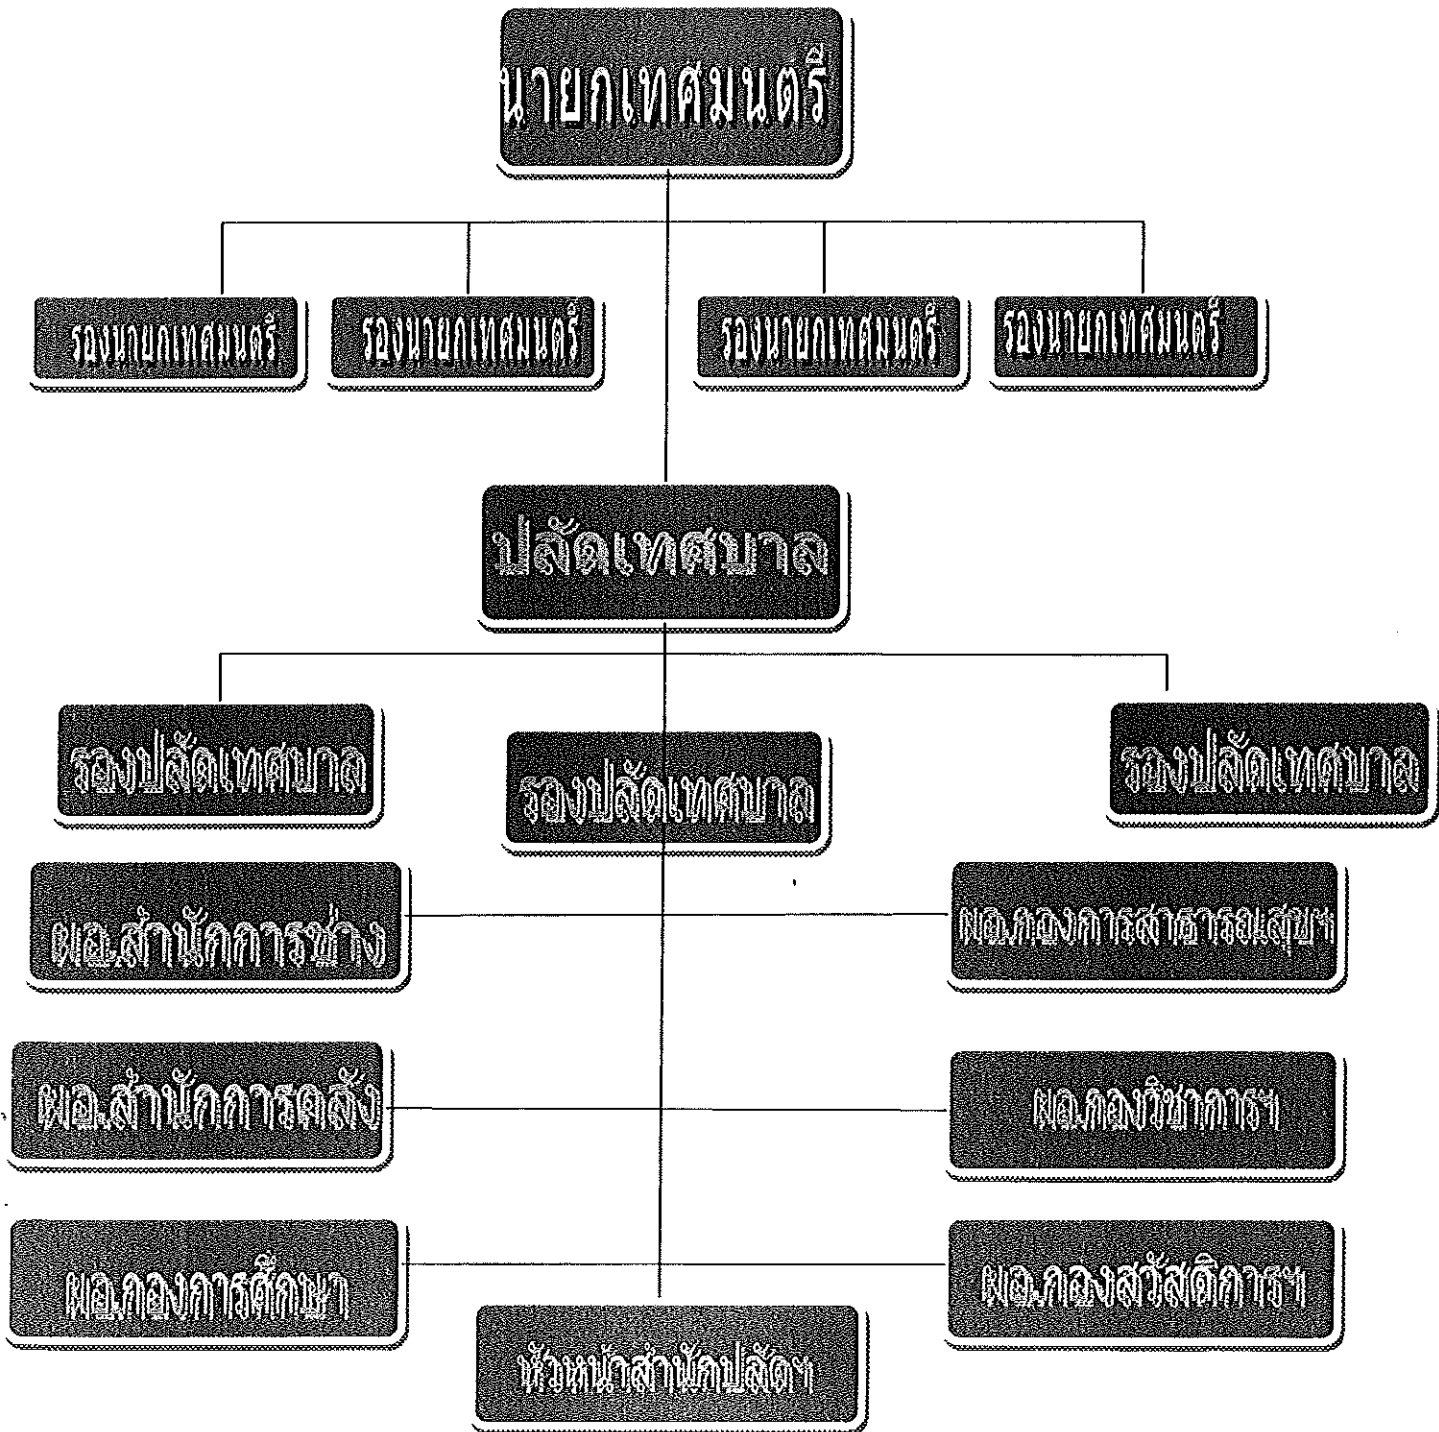 นายกเทศมนตรี
รองนายกเทศมนตรี
รองนายกเทศมนตรี
รองนายกเทศมนตรี
รองนายกเทศมนตรี
ปลัดเทศบาล
รองปลัดเทศบาล
รองปลัดเทศบาล
รองปลัดเทศบาล
ผอ.สำนักการช่าง
ผอ.กองการสาธารณสุขฯ
ผอ.สำนักการคลัง
ผอ.กองวิชาการฯ
ผอ.กองการศึกษา
ผอ.กองสวัสดิการฯ
หัวหน้าสำนักปลัดฯ